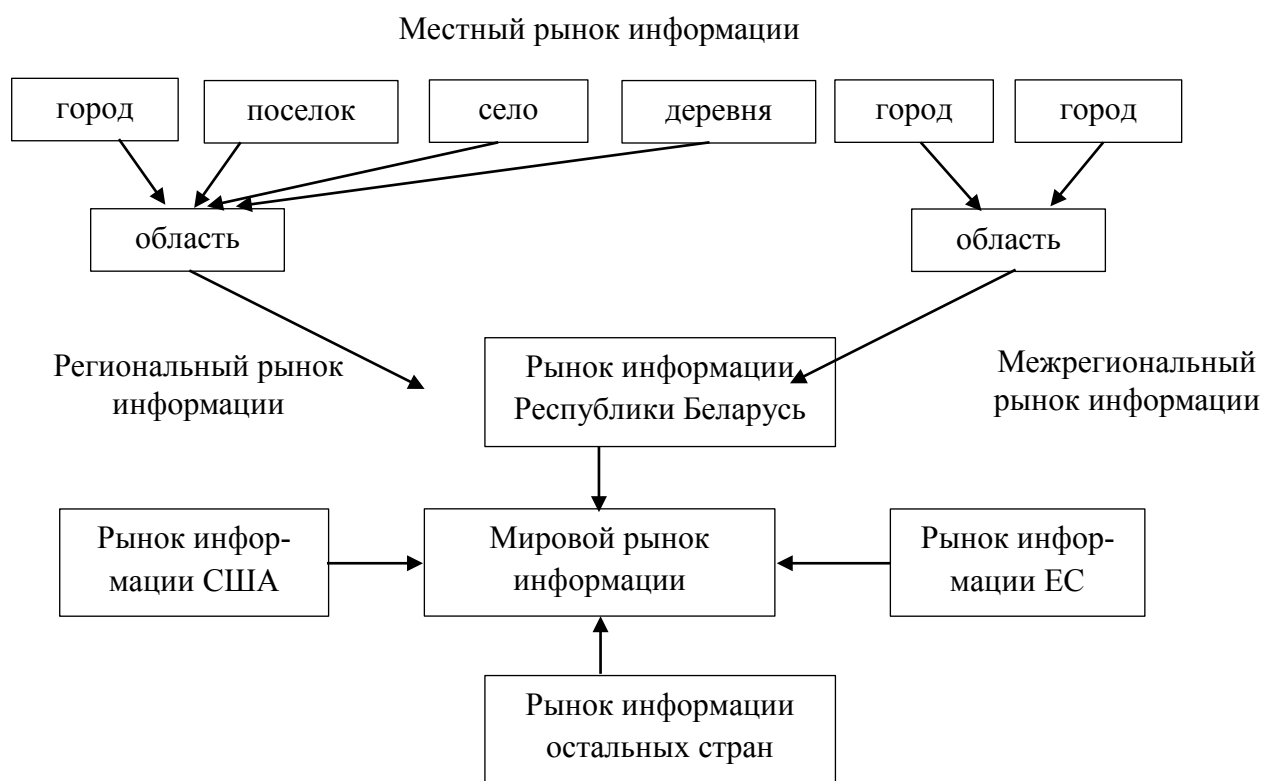 Местный рынок информации
город
поселок
село
деревня
город
город
область
область
Региональный рынок
информации
Рынок информации
Республики Беларусь
Межрегиональный
рынок информации
Рынок инфор-
мации США
Мировой рынок
информации
Рынок инфор-
мации ЕС
Рынок информации
остальных стран